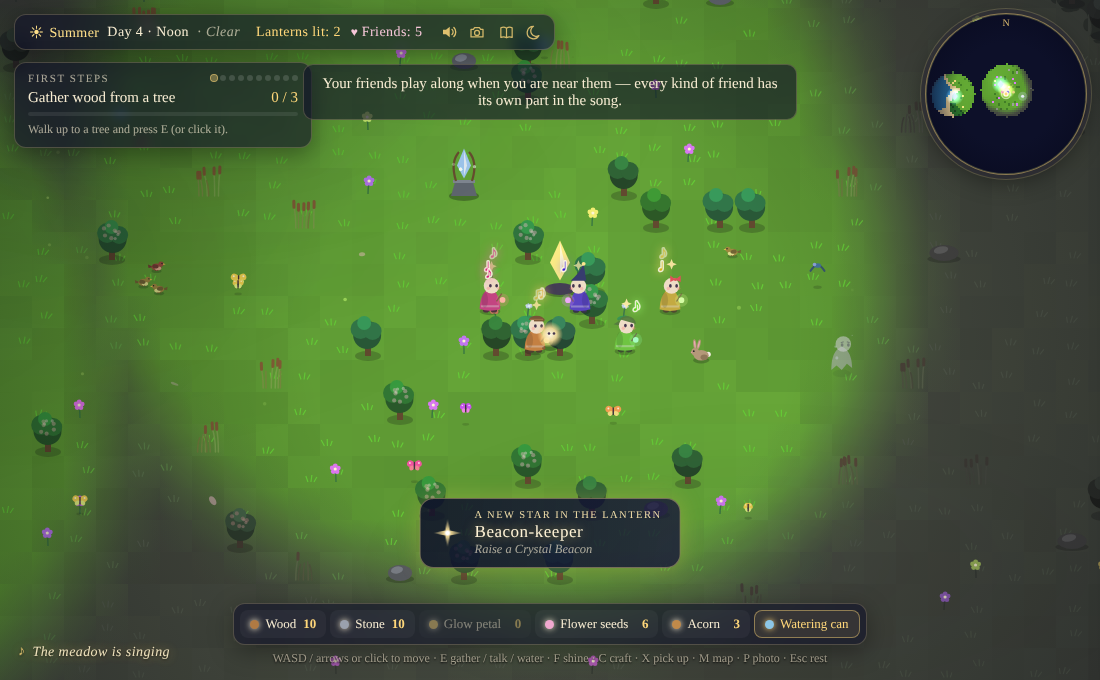 Summer Day 4 · Noon · Clear Lanterns lit: 2 ♥ Friends: 5
N
FIRST STEPS
Gather wood from a tree 0 / 3
Walk up to a tree and press E (or click it).
Your friends play along when you are near them — every kind of friend has
its own part in the song.
A NEW STAR IN THE LANTERN
Beacon-keeper
Raise a Crystal Beacon
Wood 10 Stone 10 Glow petal 0 Flower seeds 6 Acorn 3 Watering can
♪ The meadow is singing
WASD / arrows or click to move · E gather / talk / water · F shine · C craft · X pick up · M map · P photo · Esc rest